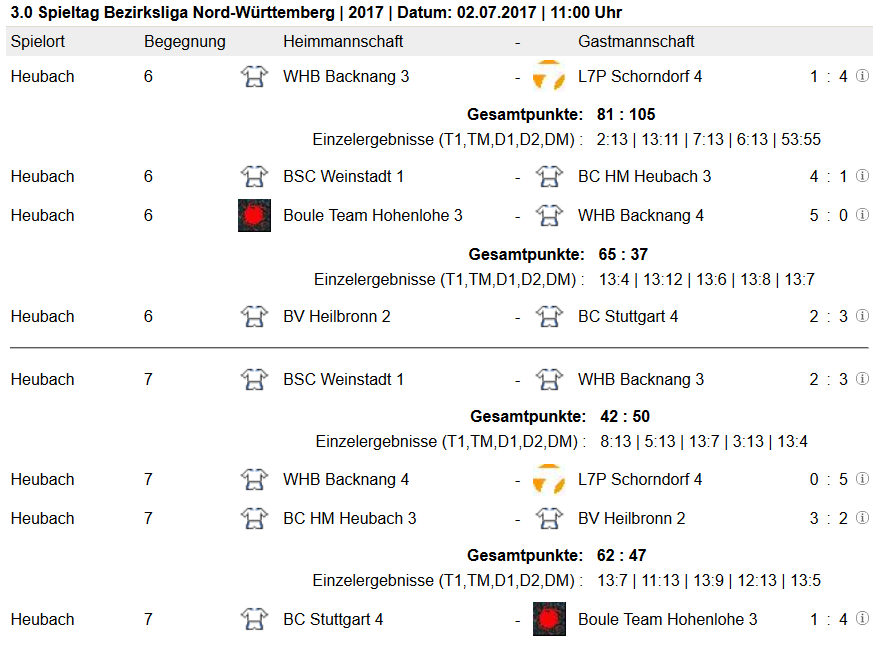 3.0 Spieltag Bezirksliga Nord-Württemberg | 2017 | Datum: 02.07.2017 | 11:00 Uhr
Spielort Begegnung Heimmannschaft - Gastmannschaft
Heubach 6 WHB Backnang 3 - L7P Schorndorf 4 1 : 4
Gesamtpunkte: 81 : 105
Einzelergebnisse (T1,TM,D1,D2,DM) : 2:13 | 13:11 | 7:13 | 6:13 | 53:55
Heubach 6 BSC Weinstadt 1 - BC HM Heubach 3 4 : 1
Heubach 6 Boule Team Hohenlohe 3 - WHB Backnang 4 5 : 0
Gesamtpunkte: 65 : 37
Einzelergebnisse (T1,TM,D1,D2,DM) : 13:4 | 13:12 | 13:6 | 13:8 | 13:7
Heubach 6 BV Heilbronn 2 - BC Stuttgart 4 2 : 3
Heubach 7 BSC Weinstadt 1 - WHB Backnang 3 2 : 3
Gesamtpunkte: 42 : 50
Einzelergebnisse (T1,TM,D1,D2,DM) : 8:13 | 5:13 | 13:7 | 3:13 | 13:4
Heubach 7 WHB Backnang 4 - L7P Schorndorf 4 0 : 5
Heubach 7 BC HM Heubach 3 - BV Heilbronn 2 3 : 2
Gesamtpunkte: 62 : 47
Einzelergebnisse (T1,TM,D1,D2,DM) : 13:7 | 11:13 | 13:9 | 12:13 | 13:5
Heubach 7 BC Stuttgart 4 - Boule Team Hohenlohe 3 1 : 4